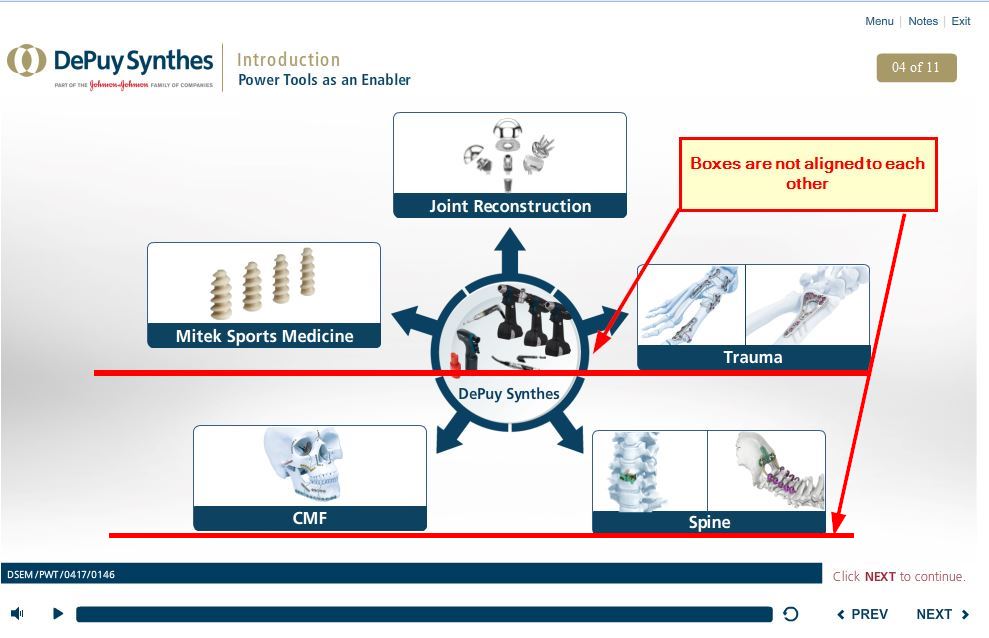 Menu | Notes | Exit
DePuy Synthes
PART OF THE Johnson & Johnson FAMILY OF COMPANIES
Introduction
Power Tools as an Enabler
04 of 11
Joint Reconstruction
Boxes are not aligned to each
other
Mitek Sports Medicine
Trauma
DePuy Synthes
CMF
Spine
DSEM/PWT/0417/0146
Click NEXT to continue.
PREV
NEXT